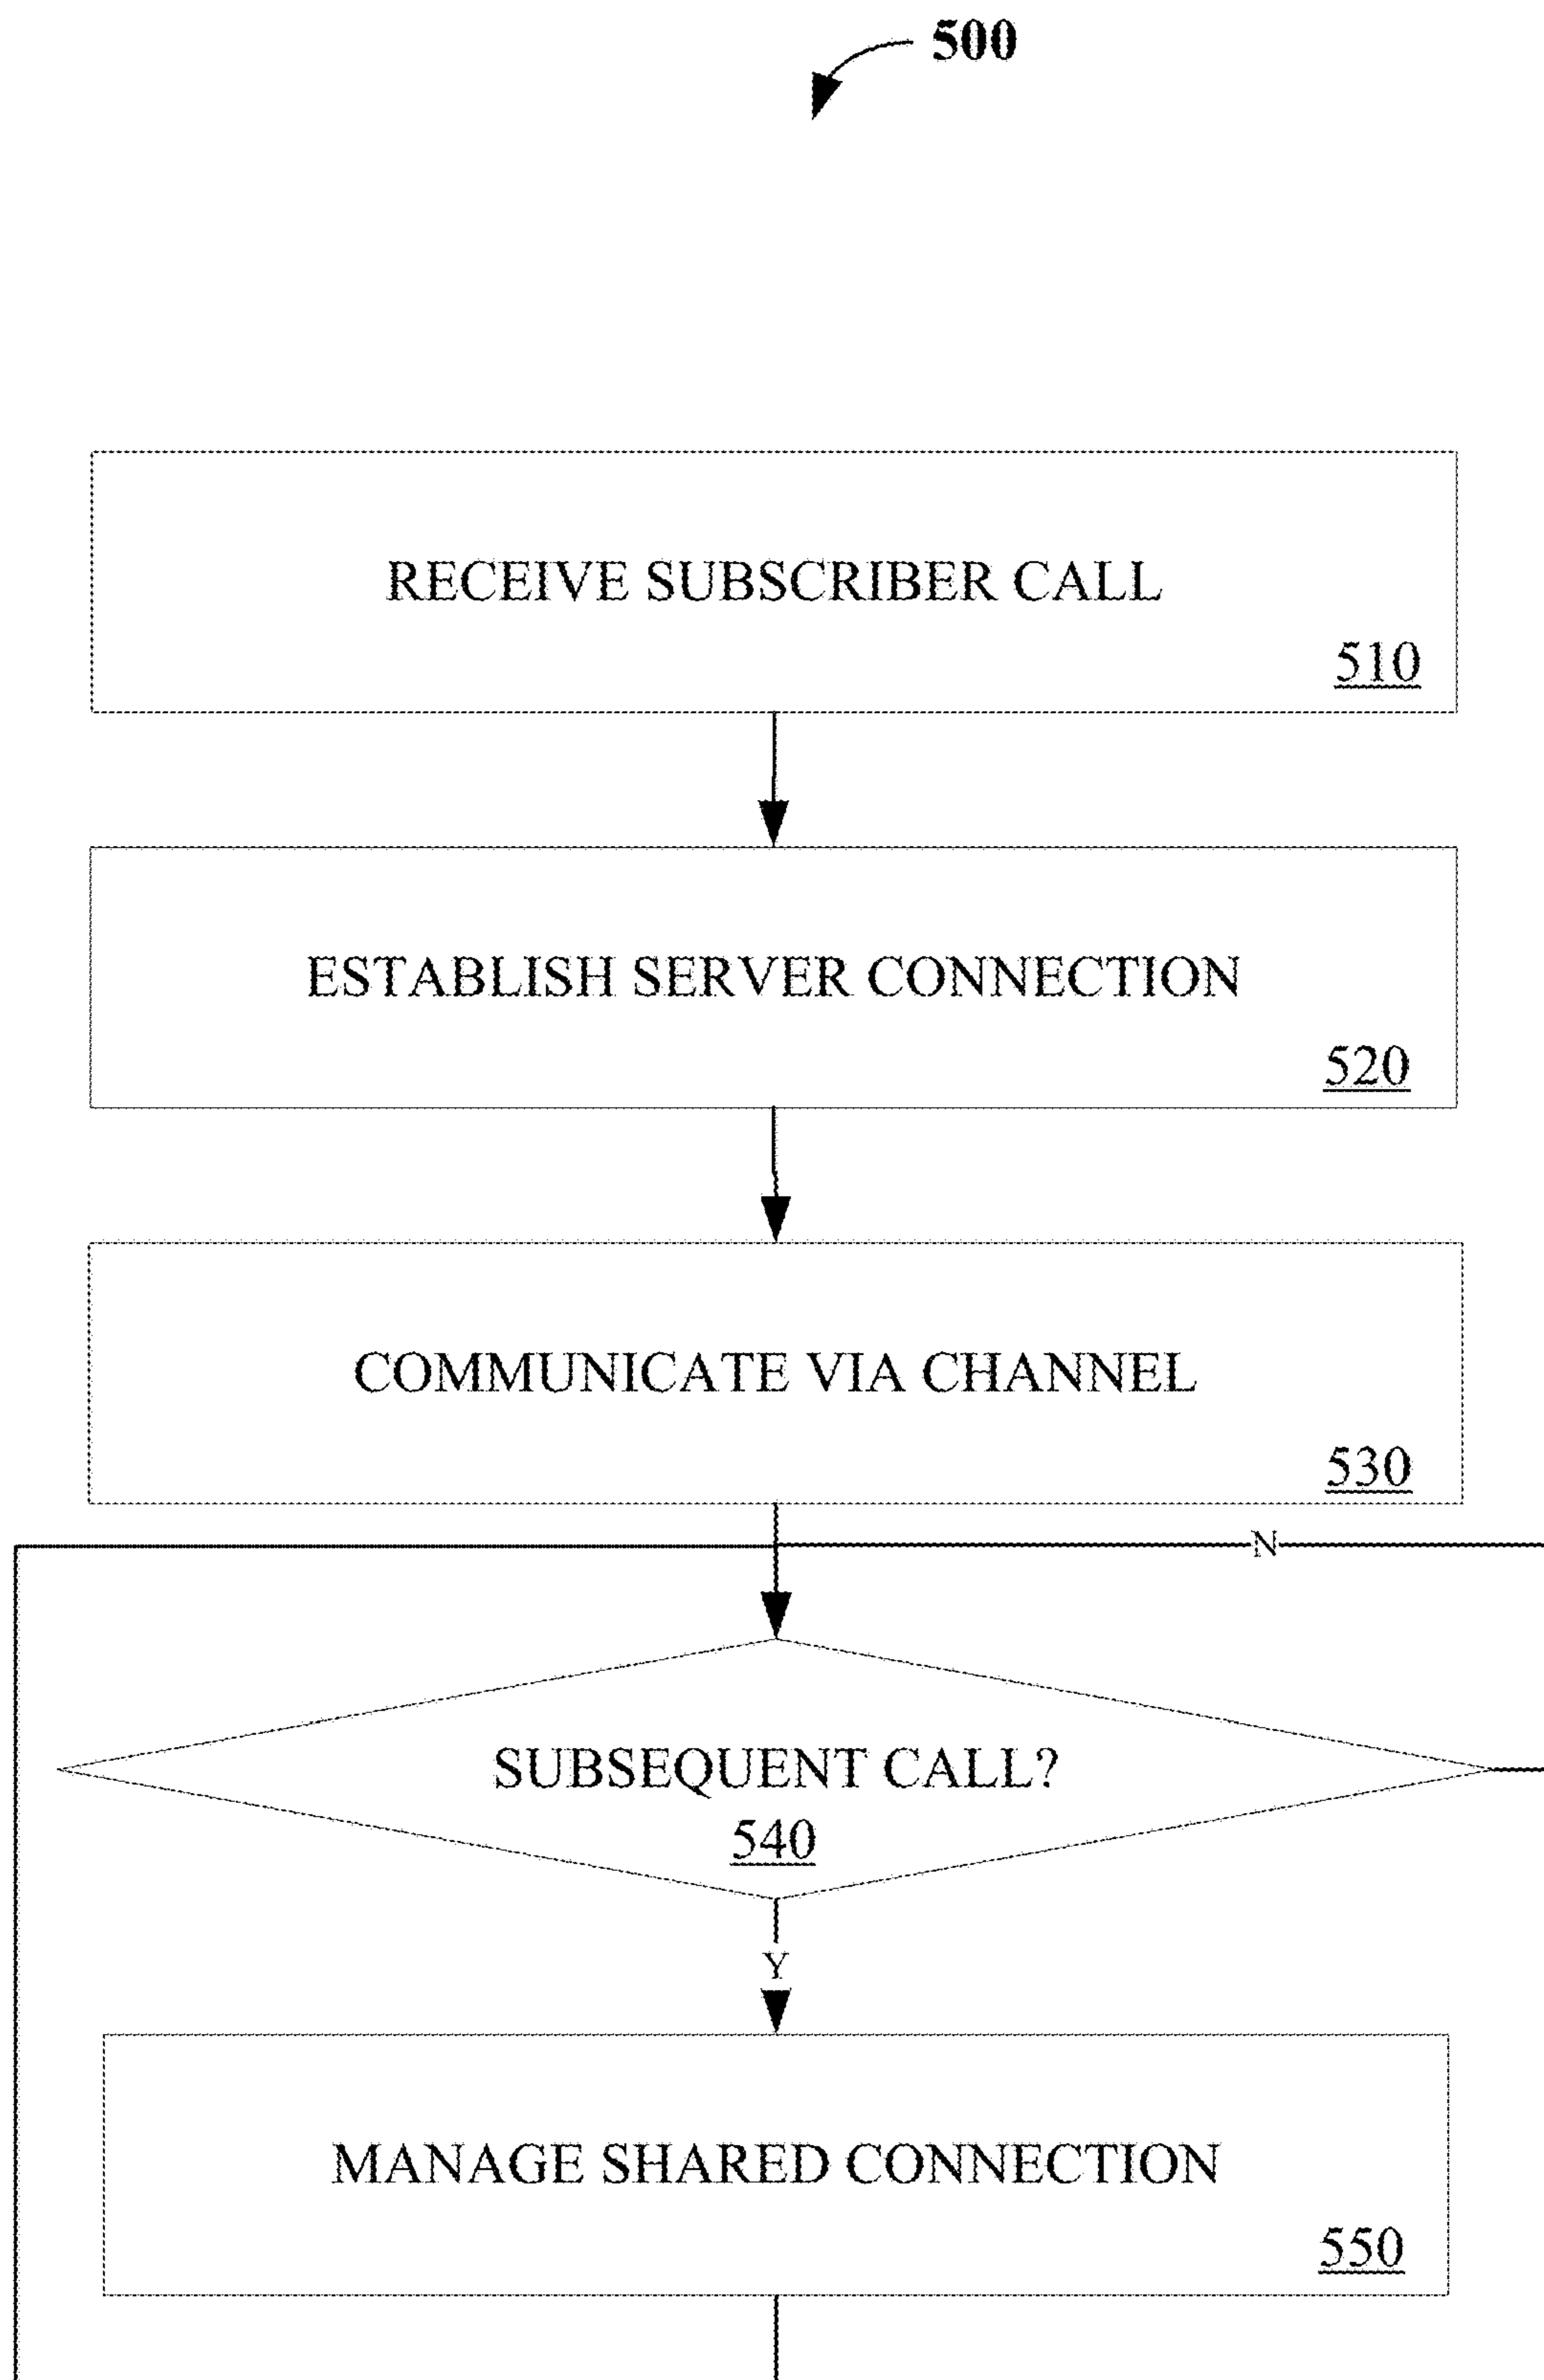 500
RECEIVE SUBSCRIBER CALL
510
ESTABLISH SERVER CONNECTION
520
COMMUNICATE VIA CHANNEL
530
N
SUBSEQUENT CALL?
540
Y
MANAGE SHARED CONNECTION
550